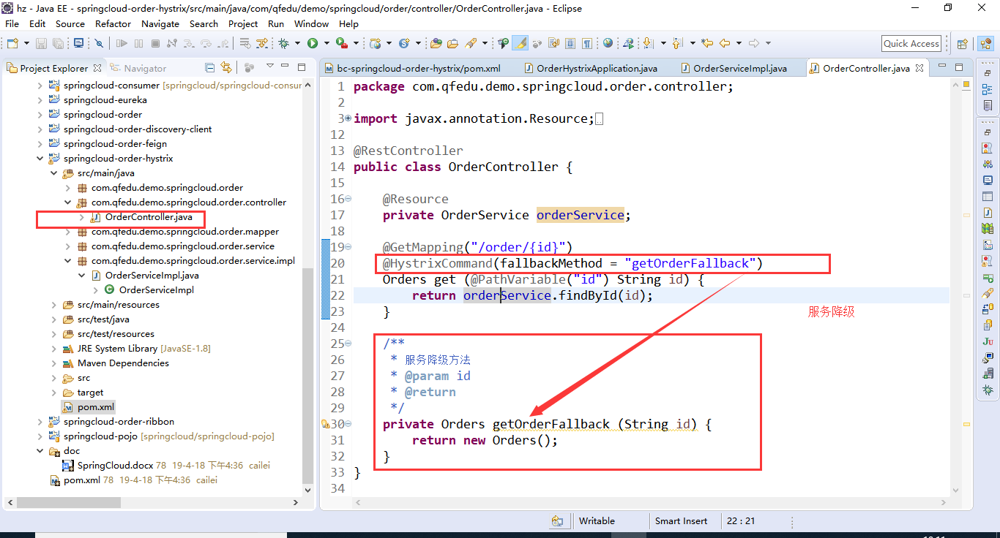 hz - Java EE - springcloud-order-hystrix/src/main/java/com/qfedu/demo/springcloud/order/controller/OrderController.java - Eclipse
File Edit Source Refactor Navigate Search Project Run Window Help
Quick Access
Project Explorer Navigator
springcloud-consumer [springcloud/springcloud-consur
springcloud-eureka
springcloud-order
springcloud-order-discovery-client
springcloud-order-feign
springcloud-order-hystrix
src/main/java
com.qfedu.demo.springcloud.order
com.qfedu.demo.springcloud.order.controller
OrderController.java
com.qfedu.demo.springcloud.order.mapper
com.qfedu.demo.springcloud.order.service
com.qfedu.demo.springcloud.order.service.impl
OrderServiceImpl.java
OrderServiceImpl
src/main/resources
src/test/java
src/test/resources
JRE System Library [JavaSE-1.8]
Maven Dependencies
src
target
pom.xml
springcloud-order-ribbon
springcloud-pojo [springcloud/springcloud-pojo]
doc
SpringCloud.docx 78 19-4-18 下午4:36 cailei
pom.xml 78 19-4-18 下午4:36 cailei
bc-springcloud-order-hystrix/pom.xml OrderHystrixApplication.java OrderServiceImpl.java OrderController.java
1 package com.qfedu.demo.springcloud.order.controller;
2
3 import javax.annotation.Resource;
12
13 @RestController
14 public class OrderController {
15
16 @Resource
17 private OrderService orderService;
18
19 @GetMapping("/order/{id}")
20 @HystrixCommand(fallbackMethod = "getOrderFallback")
21 Orders get (@PathVariable("id") String id) {
22 return orderService.findById(id);
23 }
服务降级
24
25 /**
26 * 服务降级方法
27 * @param id
28 * @return
29 */
30 private Orders getOrderFallback (String id) {
31 return new Orders();
32 }
33 }
34
Writable Smart Insert 22 : 21